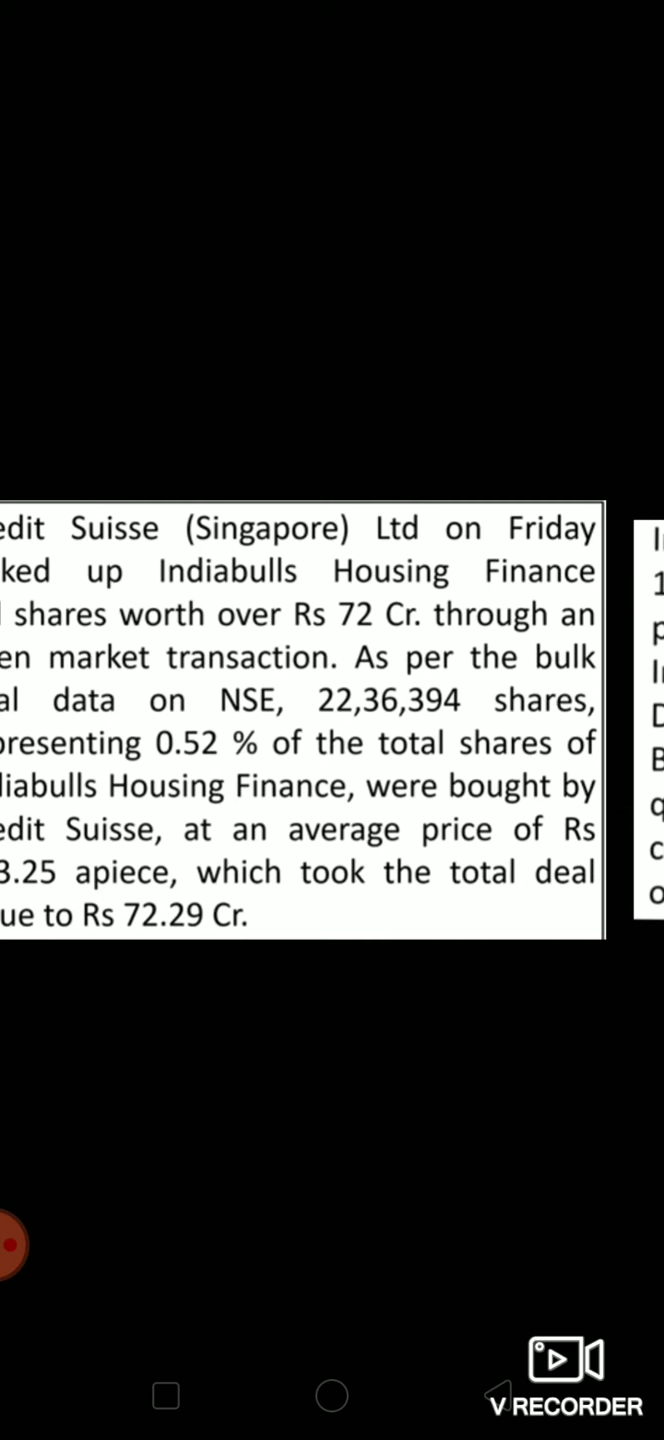 edit Suisse (Singapore) Ltd on Friday
ked up Indiabulls Housing Finance
shares worth over Rs 72 Cr. through an
en market transaction. As per the bulk
al data on NSE, 22,36,394 shares,
presenting 0.52 % of the total shares of
diabulls Housing Finance, were bought by
edit Suisse, at an average price of Rs
3.25 apiece, which took the total deal
ue to Rs 72.29 Cr.
V RECORDER